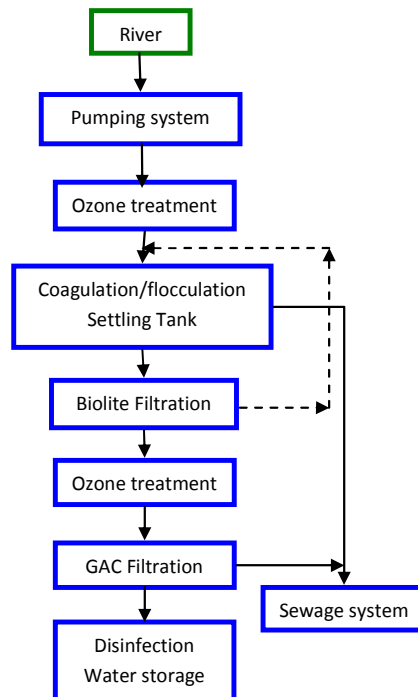 River
Pumping system
Ozone treatment
Coagulation/flocculation
Settling Tank
Biolite Filtration
Ozone treatment
GAC Filtration
Sewage system
Disinfection
Water storage